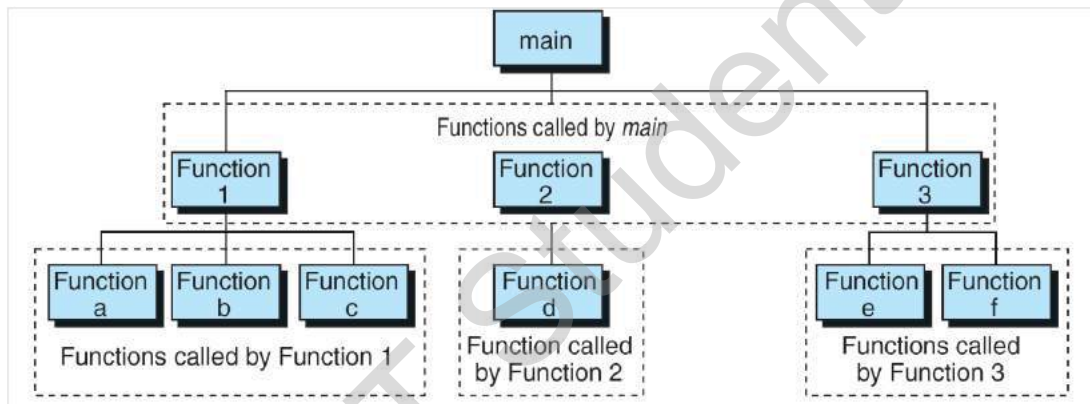 main
Functions called by main
Function
1
Function
2
Function
3
Function
a
Function
b
Function
c
Function
d
Function
e
Function
f
Functions called by Function 1
Function called
by Function 2
Functions called
by Function 3
T Student